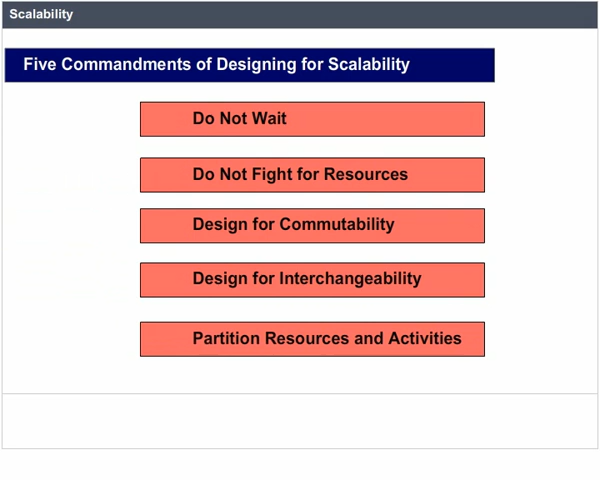 Scalability
Five Commandments of Designing for Scalability
Do Not Wait
Do Not Fight for Resources
Design for Commutability
Design for Interchangeability
Partition Resources and Activities